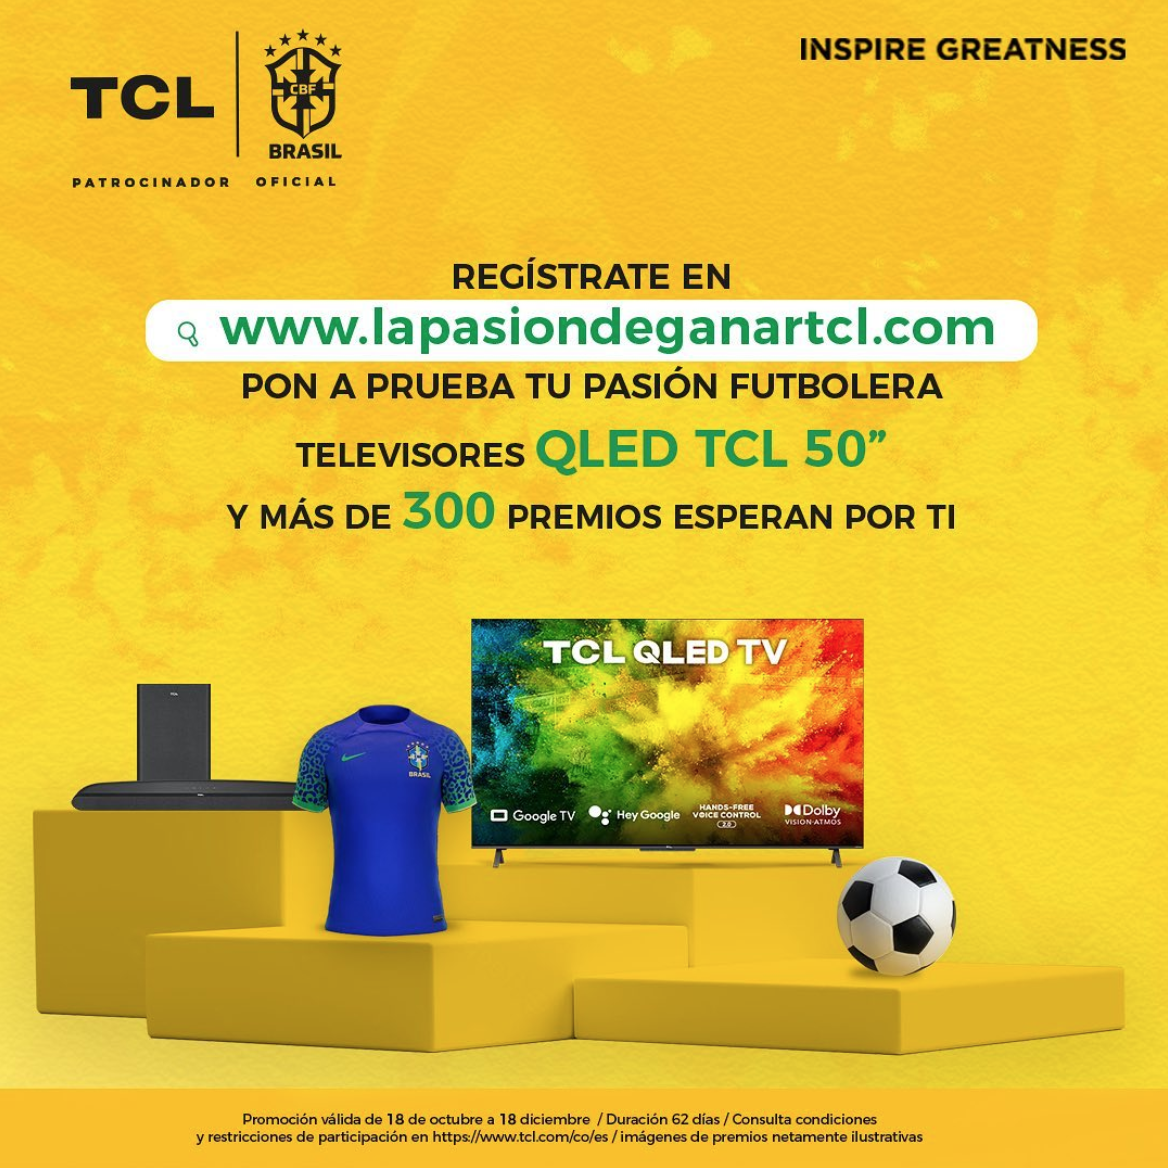 TCL
CBF
BRASIL
PATROCINADOR OFICIAL
INSPIRE GREATNESS
REGÍSTRATE EN
www.lapasiondeganartcl.com
PON A PRUEBA TU PASIÓN FUTBOLERA
TELEVISORES QLED TCL 50”
Y MÁS DE 300 PREMIOS ESPERAN POR TI
TCL QLED TV
TCL
BRASIL
Google TV
Hey Google
HANDS-FREE
VOICE CONTROL
2.0
Dolby
VISION·ATMOS
Promoción válida de 18 de octubre a 18 diciembre / Duración 62 días / Consulta condiciones
y restricciones de participación en https://www.tcl.com/co/es / imágenes de premios netamente ilustrativas